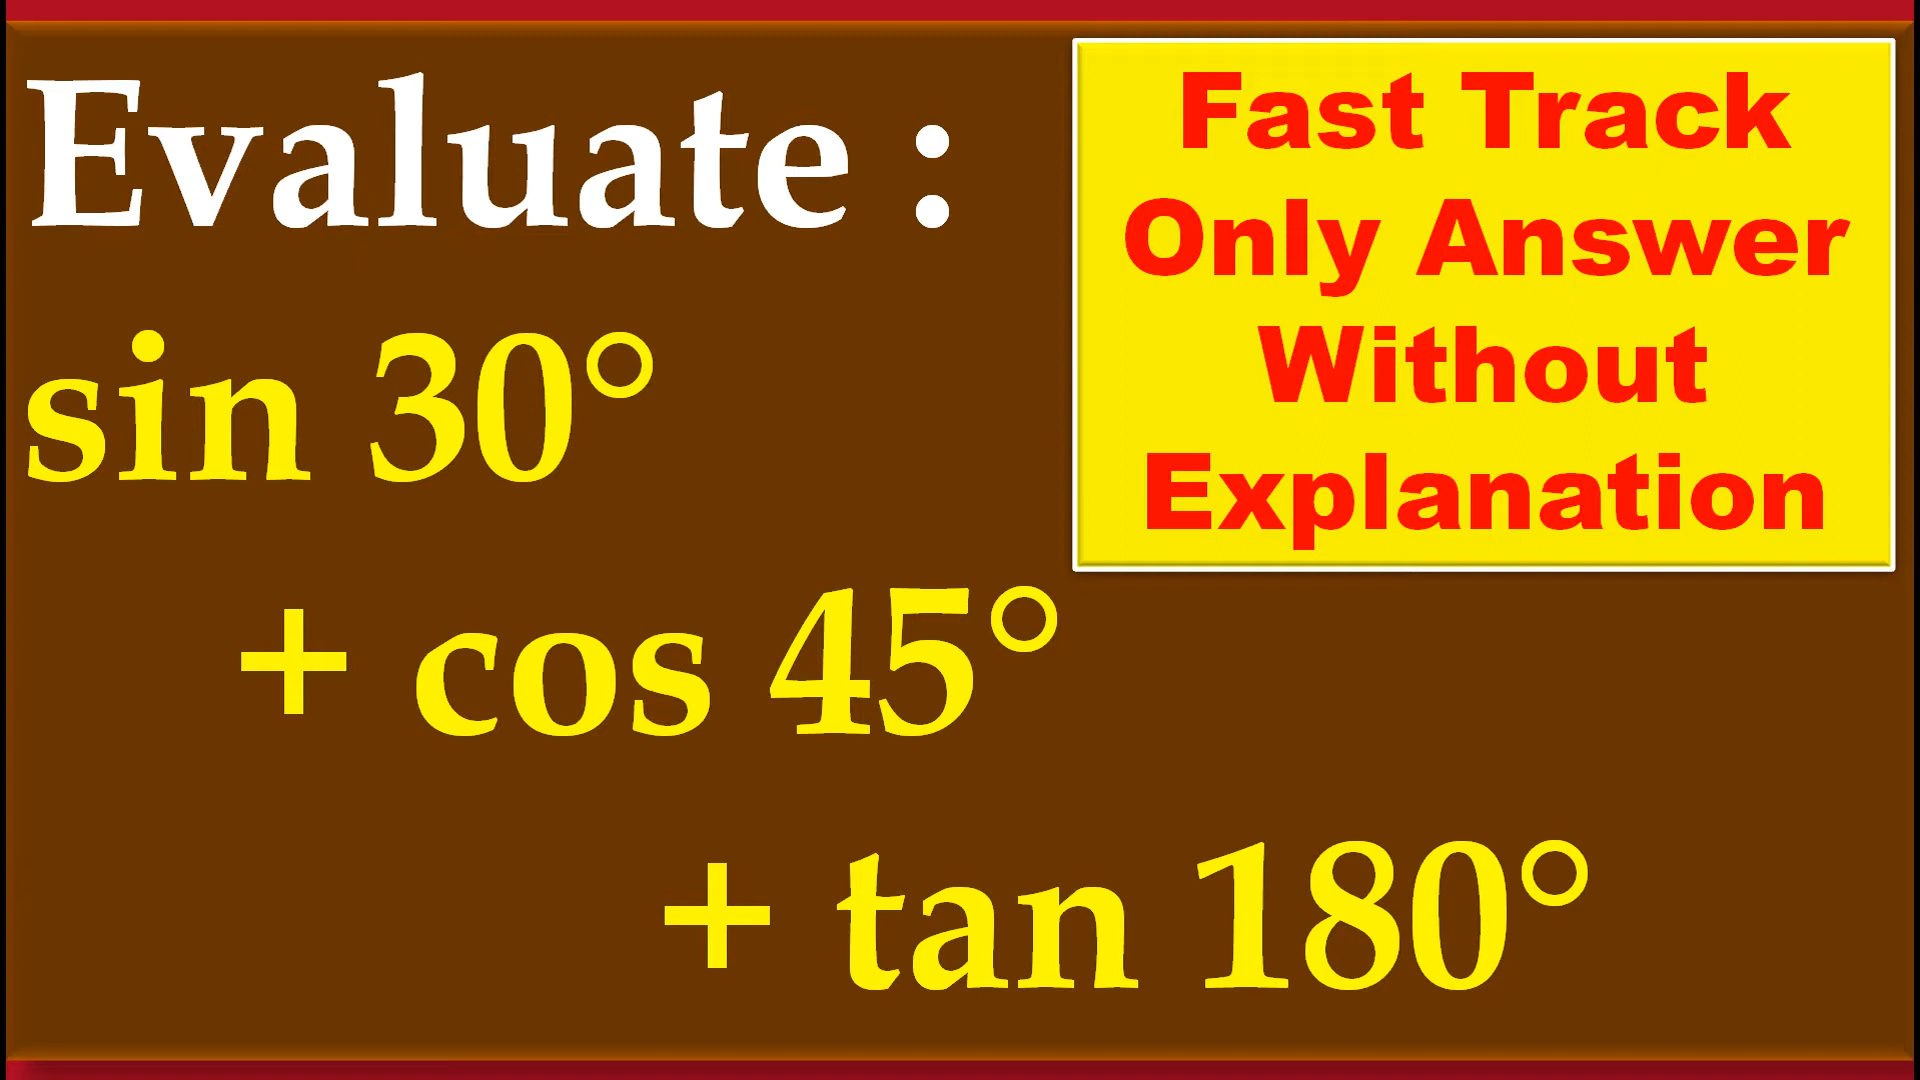 Evaluate :
sin 30°
+ cos 45°
+ tan 180°
Fast Track
Only Answer
Without
Explanation